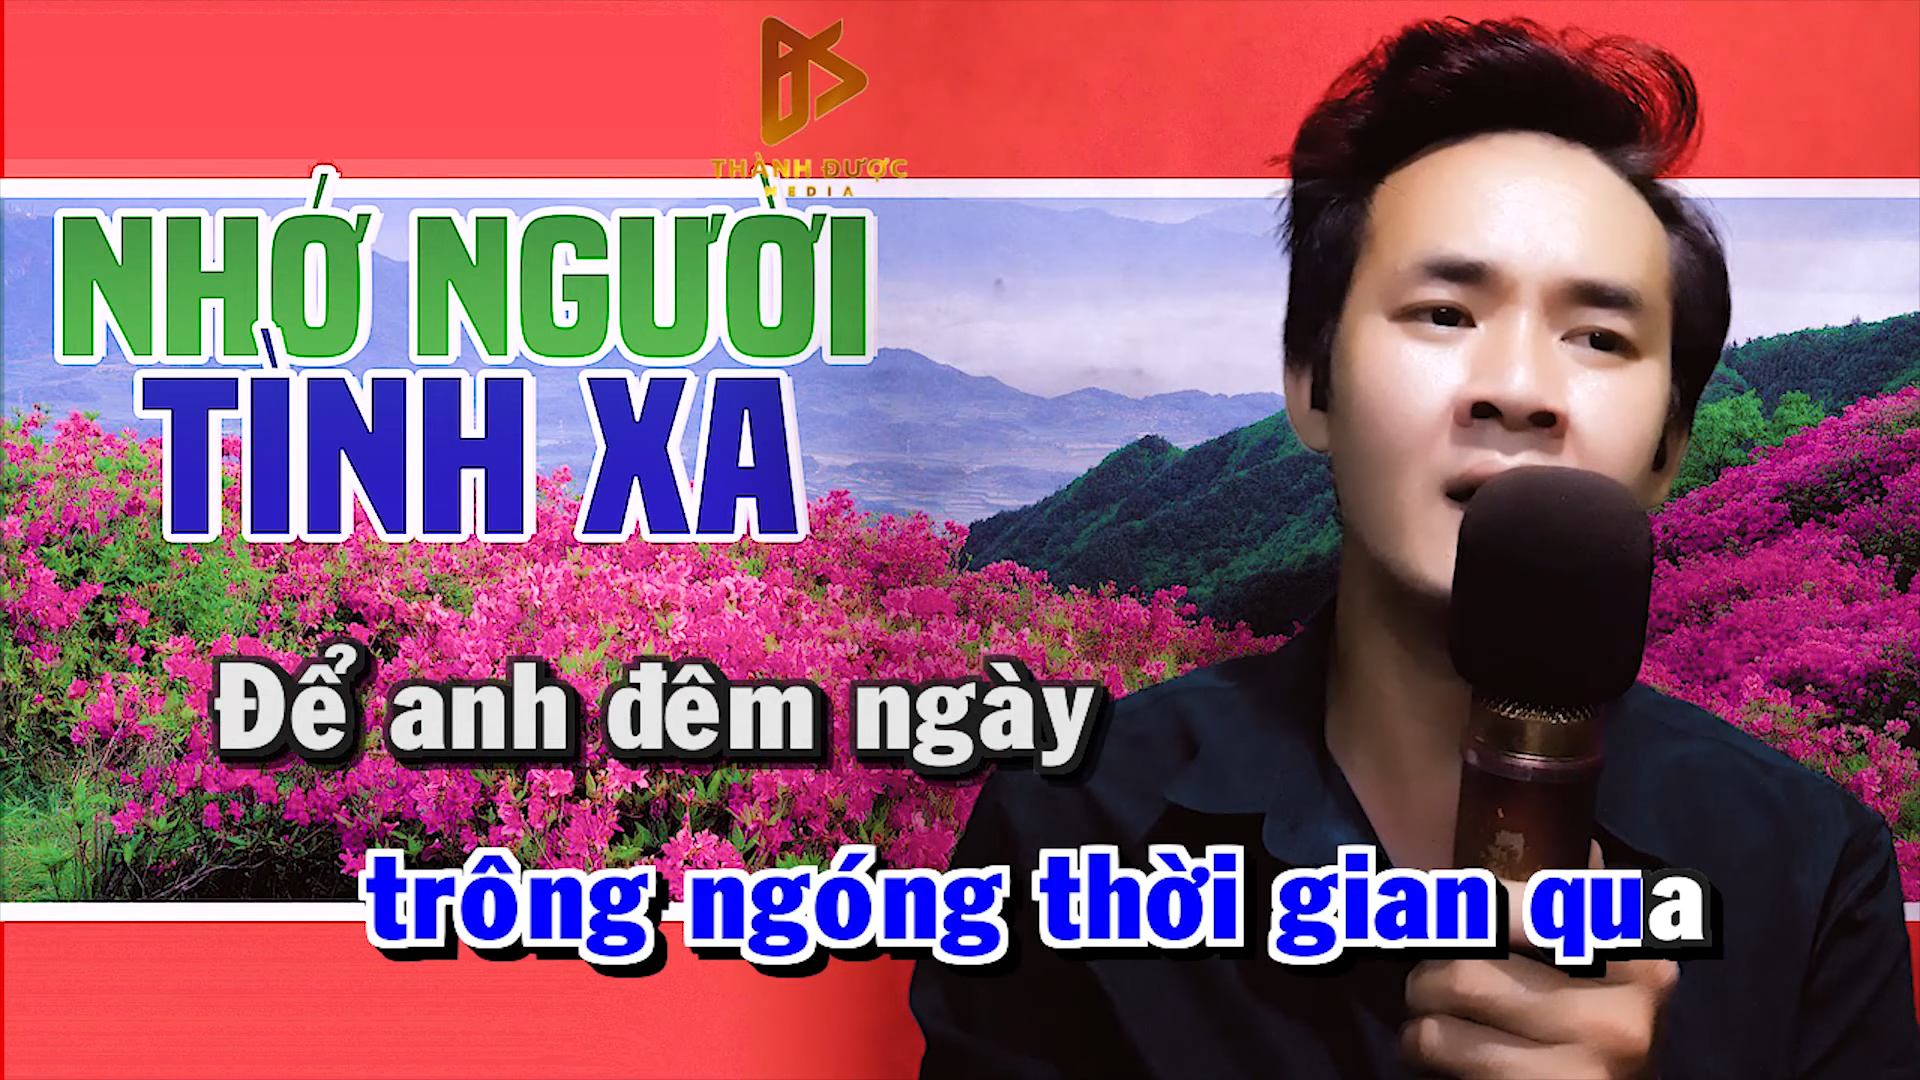 THÀNH ĐƯỢC
MEDIA
NHỚ NGƯỜI
TÌNH XA
Để anh đêm ngày
trông ngóng thời gian qua